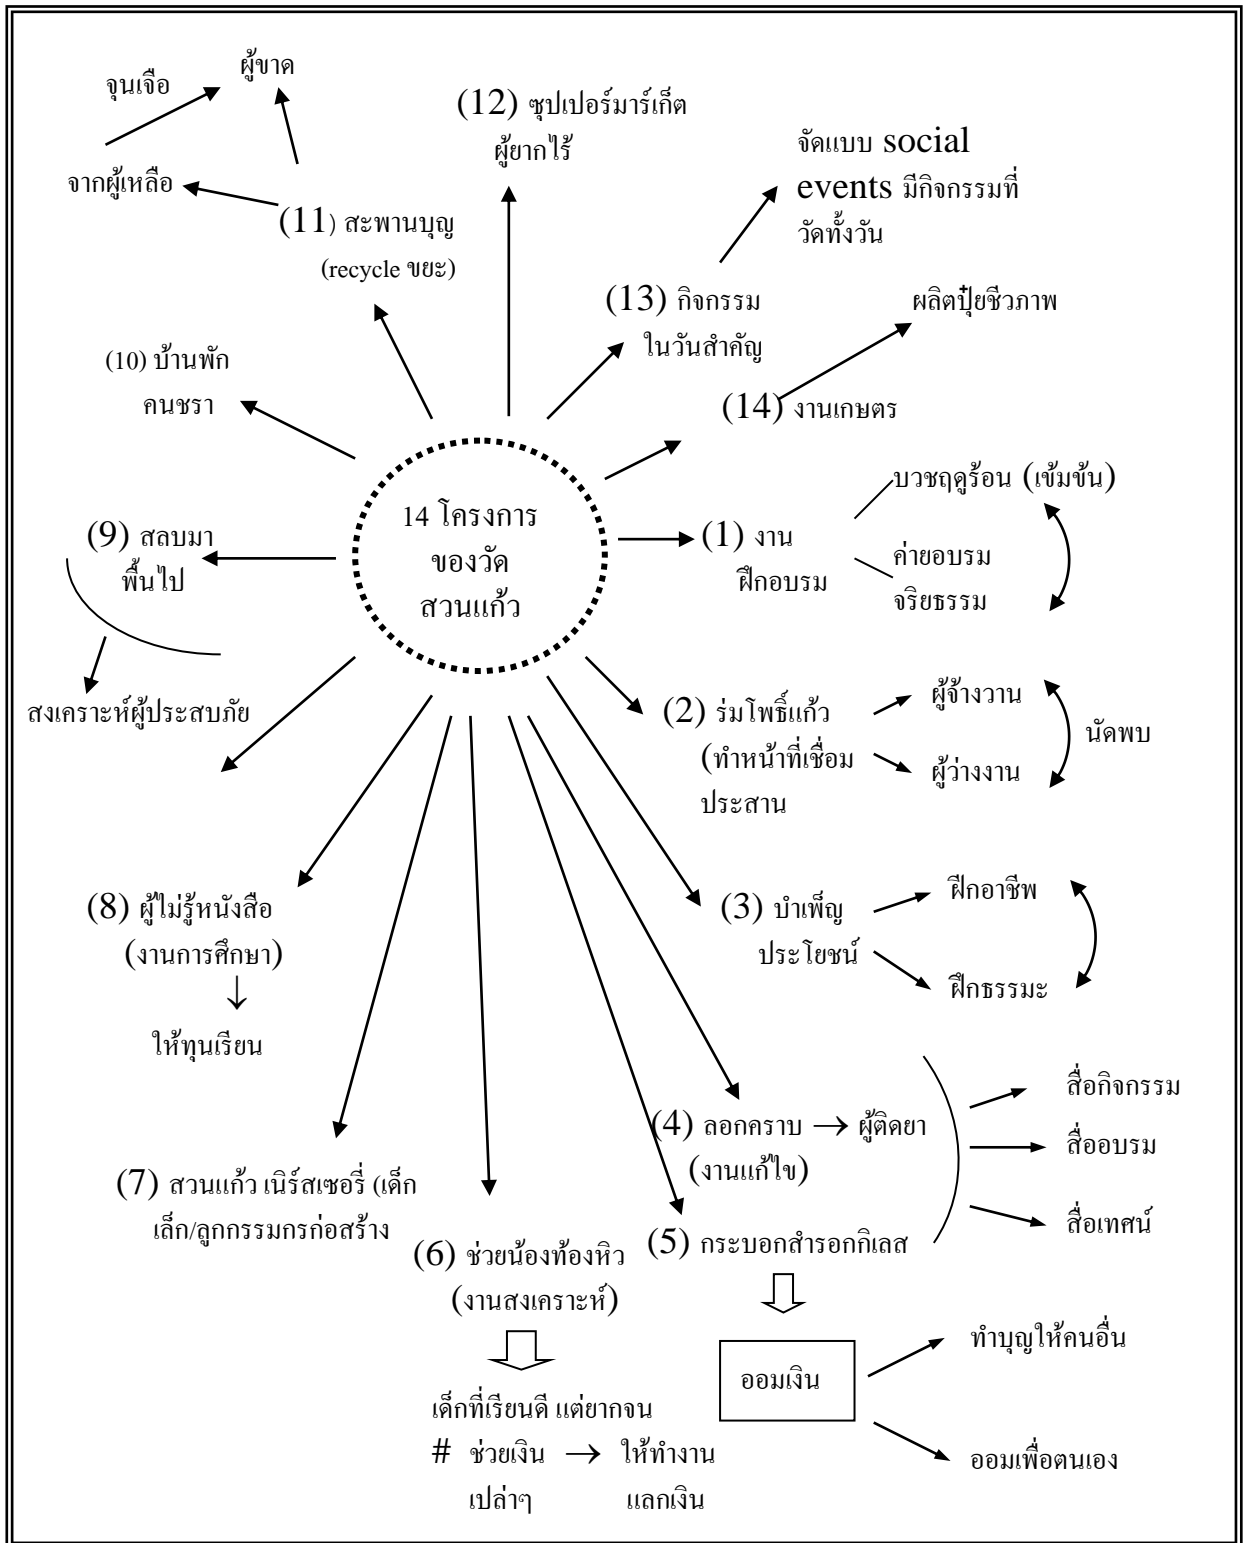 ผู้ขาด
จุนเจือ
(12) ซุปเปอร์มาร์เก็ต
ผู้ยากไร้
จัดแบบ social
events มีกิจกรรมที่
วัดทั้งวัน
จากผู้เหลือ
(11) สะพานบุญ
(recycle ขยะ)
(13) กิจกรรม
ในวันสำคัญ
ผลิตปุ๋ยชีวภาพ
(10) บ้านพัก
คนชรา
(14) งานเกษตร
14 โครงการ
ของวัด
สวนแก้ว
(9) สลบมา
พื้นไป
สงเคราะห์ผู้ประสบภัย
(1) งาน
ฝึกอบรม
บวชฤดูร้อน (เข้มข้น)
ค่ายอบรม
จริยธรรม
(2) ร่มโพธิ์แก้ว
(ทำหน้าที่เชื่อม
ประสาน
ผู้จ้างวาน
ผู้ว่างงาน
นัดพบ
(3) บำเพ็ญ
ประโยชน์
ฝึกอาชีพ
ฝึกธรรมะ
(8) ผู้ไม่รู้หนังสือ
(งานการศึกษา)
↓
ให้ทุนเรียน
(4) ลอกคราบ → ผู้ติดยา
(งานแก้ไข)
สื่อกิจกรรม
สื่ออบรม
สื่อเทศน์
(7) สวนแก้ว เนิร์สเซอรี่ (เด็ก
เล็ก/ลูกกรรมกรก่อสร้าง
(6) ช่วยน้องท้องหิว
(งานสงเคราะห์)
เด็กที่เรียนดี แต่ยากจน
# ช่วยเงิน → ให้ทำงาน
เปล่าๆ แลกเงิน
(5) กระบอกสำรอกกิเลส
ออมเงิน
ทำบุญให้คนอื่น
ออมเพื่อตนเอง